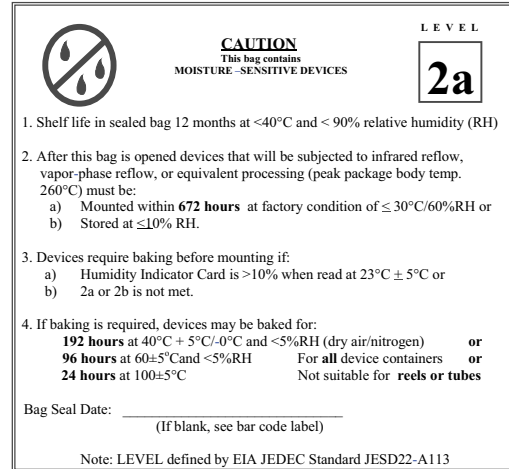 LEVEL
2a
CAUTION
This bag contains
MOISTURE –SENSITIVE DEVICES
1. Shelf life in sealed bag 12 months at <40°C and < 90% relative humidity (RH)
2. After this bag is opened devices that will be subjected to infrared reflow,
vapor-phase reflow, or equivalent processing (peak package body temp.
260°C) must be:
a) Mounted within 672 hours at factory condition of ≤ 30°C/60%RH or
b) Stored at ≤10% RH.
3. Devices require baking before mounting if:
a) Humidity Indicator Card is >10% when read at 23°C ± 5°C or
b) 2a or 2b is not met.
4. If baking is required, devices may be baked for:
192 hours at 40°C + 5°C/-0°C and <5%RH (dry air/nitrogen) or
96 hours at 60±5°Cand <5%RH For all device containers or
24 hours at 100±5°C Not suitable for reels or tubes
Bag Seal Date: ______________________________
(If blank, see bar code label)
Note: LEVEL defined by EIA JEDEC Standard JESD22-A113